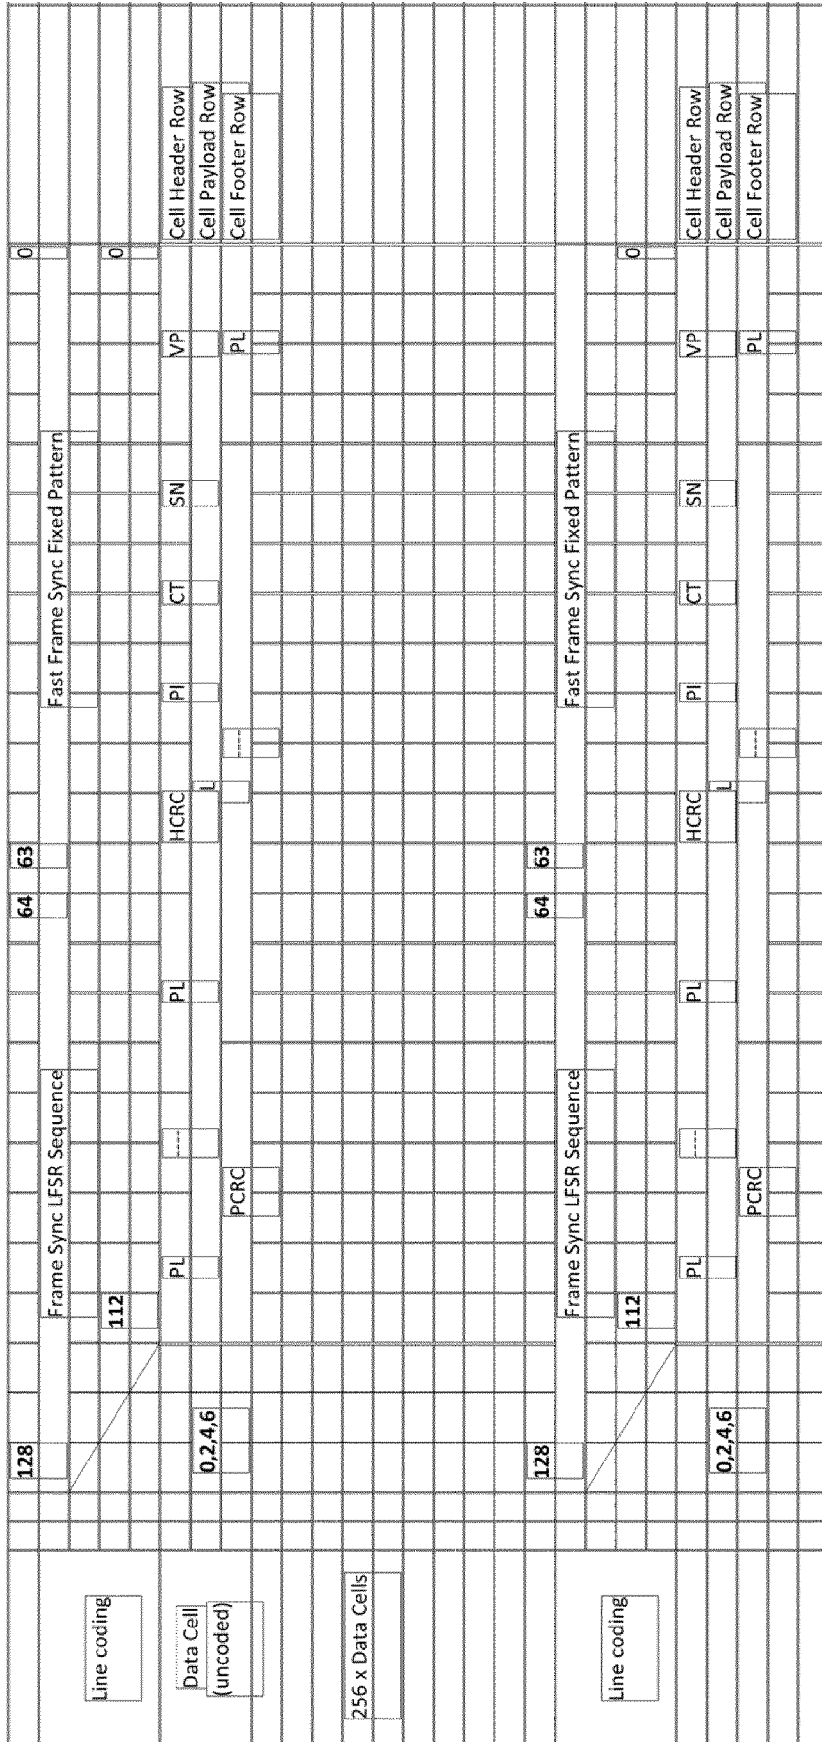 128 64 63 0
Frame Sync LFSR Sequence Fast Frame Sync Fixed Pattern
Line coding 112 0
Data Cell PL ---- PL HCRC PI CT SN VP Cell Header Row
(uncoded) 0,2,4,6 L Cell Payload Row
PCRC ---- PL Cell Footer Row
256 x Data Cells
128 64 63
Frame Sync LFSR Sequence Fast Frame Sync Fixed Pattern
Line coding 112 0
PL ---- PL HCRC PI CT SN VP Cell Header Row
0,2,4,6 L Cell Payload Row
PCRC ---- PL Cell Footer Row